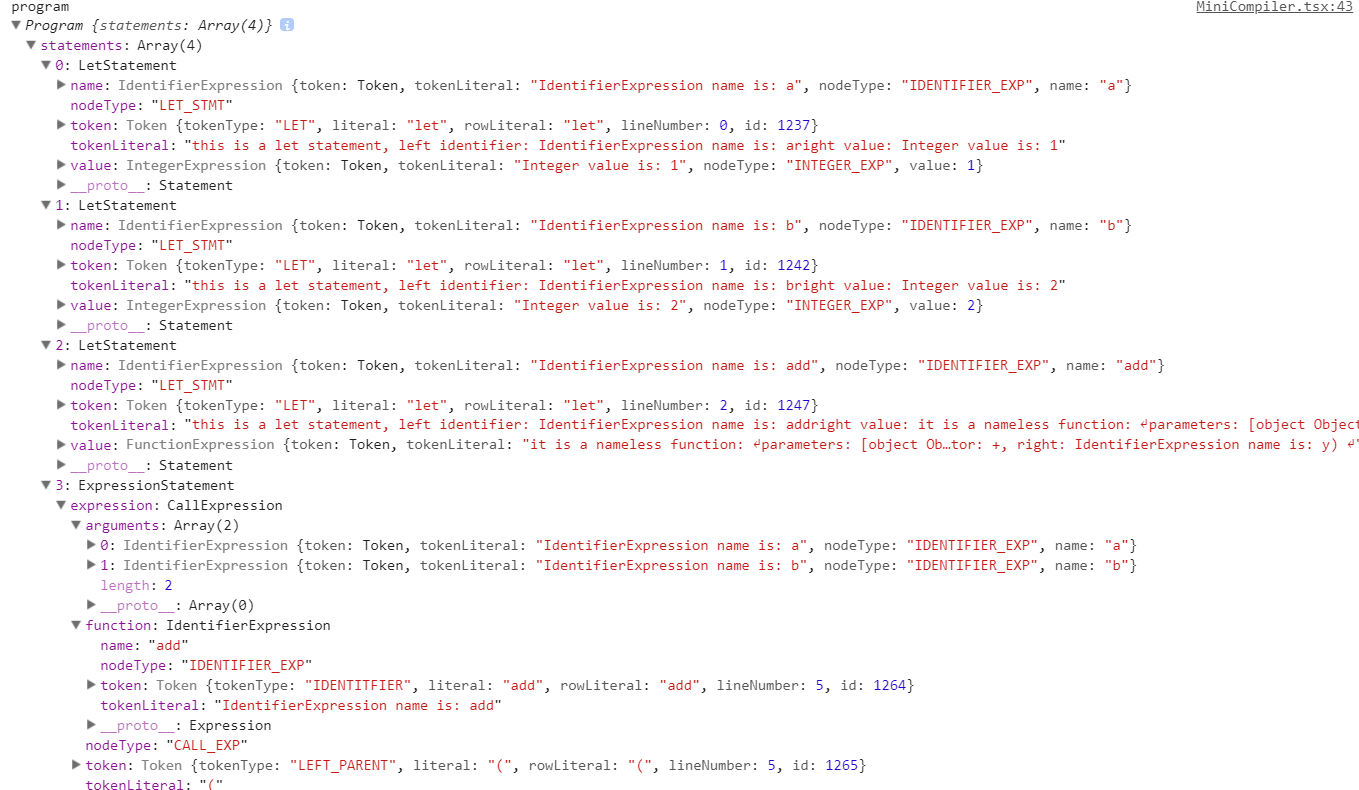 program MiniCompiler.tsx:43
▼Program {statements: Array(4)} i
▼statements: Array(4)
▼0: LetStatement
▶name: IdentifierExpression {token: Token, tokenLiteral: "IdentifierExpression name is: a", nodeType: "IDENTIFIER_EXP", name: "a"}
nodeType: "LET_STMT"
▶token: Token {tokenType: "LET", literal: "let", rowLiteral: "let", lineNumber: 0, id: 1237}
tokenLiteral: "this is a let statement, left identifier: IdentifierExpression name is: aright value: Integer value is: 1"
▶value: IntegerExpression {token: Token, tokenLiteral: "Integer value is: 1", nodeType: "INTEGER_EXP", value: 1}
▶__proto__: Statement
▼1: LetStatement
▶name: IdentifierExpression {token: Token, tokenLiteral: "IdentifierExpression name is: b", nodeType: "IDENTIFIER_EXP", name: "b"}
nodeType: "LET_STMT"
▶token: Token {tokenType: "LET", literal: "let", rowLiteral: "let", lineNumber: 1, id: 1242}
tokenLiteral: "this is a let statement, left identifier: IdentifierExpression name is: bright value: Integer value is: 2"
▶value: IntegerExpression {token: Token, tokenLiteral: "Integer value is: 2", nodeType: "INTEGER_EXP", value: 2}
▶__proto__: Statement
▼2: LetStatement
▶name: IdentifierExpression {token: Token, tokenLiteral: "IdentifierExpression name is: add", nodeType: "IDENTIFIER_EXP", name: "add"}
nodeType: "LET_STMT"
▶token: Token {tokenType: "LET", literal: "let", rowLiteral: "let", lineNumber: 2, id: 1247}
tokenLiteral: "this is a let statement, left identifier: IdentifierExpression name is: addright value: it is a nameless function: ↵parameters: [object Object
▶value: FunctionExpression {token: Token, tokenLiteral: "it is a nameless function: ↵parameters: [object Ob…tor: +, right: IdentifierExpression name is: y) ↵"
▶__proto__: Statement
▼3: ExpressionStatement
▼expression: CallExpression
▼arguments: Array(2)
▶0: IdentifierExpression {token: Token, tokenLiteral: "IdentifierExpression name is: a", nodeType: "IDENTIFIER_EXP", name: "a"}
▶1: IdentifierExpression {token: Token, tokenLiteral: "IdentifierExpression name is: b", nodeType: "IDENTIFIER_EXP", name: "b"}
length: 2
▶__proto__: Array(0)
▼function: IdentifierExpression
name: "add"
nodeType: "IDENTIFIER_EXP"
▶token: Token {tokenType: "IDENTITFIER", literal: "add", rowLiteral: "add", lineNumber: 5, id: 1264}
tokenLiteral: "IdentifierExpression name is: add"
▶__proto__: Expression
nodeType: "CALL_EXP"
▶token: Token {tokenType: "LEFT_PARENT", literal: "(", rowLiteral: "(", lineNumber: 5, id: 1265}
tokenLiteral: "("